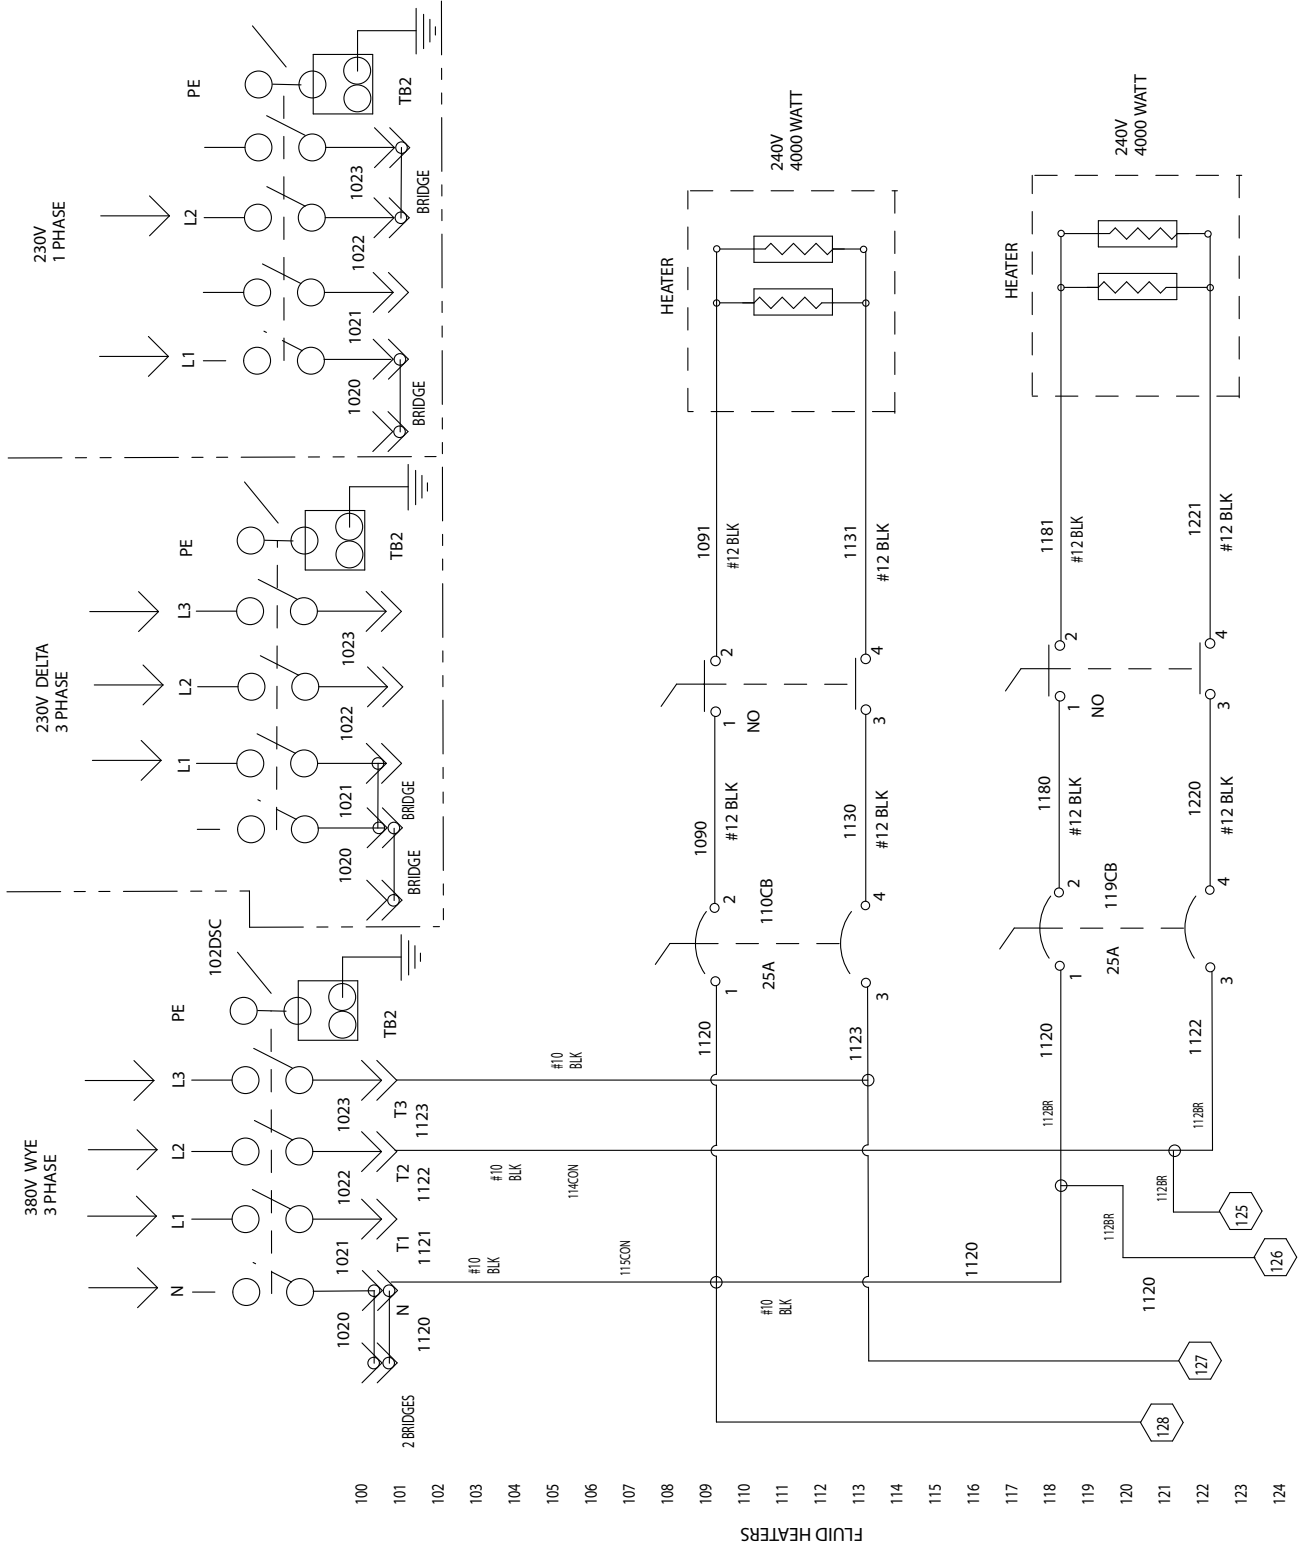 380V WYE
3 PHASE
N
L1
L2
L3
PE
102DSC
1020
1021
1022
1023
TB2
N
1120
T1
1121
T2
1122
T3
1123
2 BRIDGES
#10
BLK
115CON
#10
BLK
114CON
#10
BLK
230V DELTA
3 PHASE
L1
L2
L3
PE
1020
1021
1022
1023
TB2
BRIDGE
BRIDGE
230V
1 PHASE
L1
L2
PE
1020
1021
1022
1023
TB2
BRIDGE
BRIDGE
1120
1
2
25A
110CB
1090
#12 BLK
1
2
NO
1091
#12 BLK
HEATER
240V
4000 WATT
1123
3
4
1130
#12 BLK
3
4
1131
#12 BLK
#10
BLK
1120
112BR
1120
1
2
25A
119CB
1180
#12 BLK
1
2
NO
1181
#12 BLK
HEATER
240V
4000 WATT
112BR
1120
112BR
112BR
1122
3
4
1220
#12 BLK
3
4
1221
#12 BLK
125
126
127
128
100
101
102
103
104
105
106
107
108
109
110
111
112
113
114
115
116
117
118
119
120
121
122
123
124
FLUID HEATERS